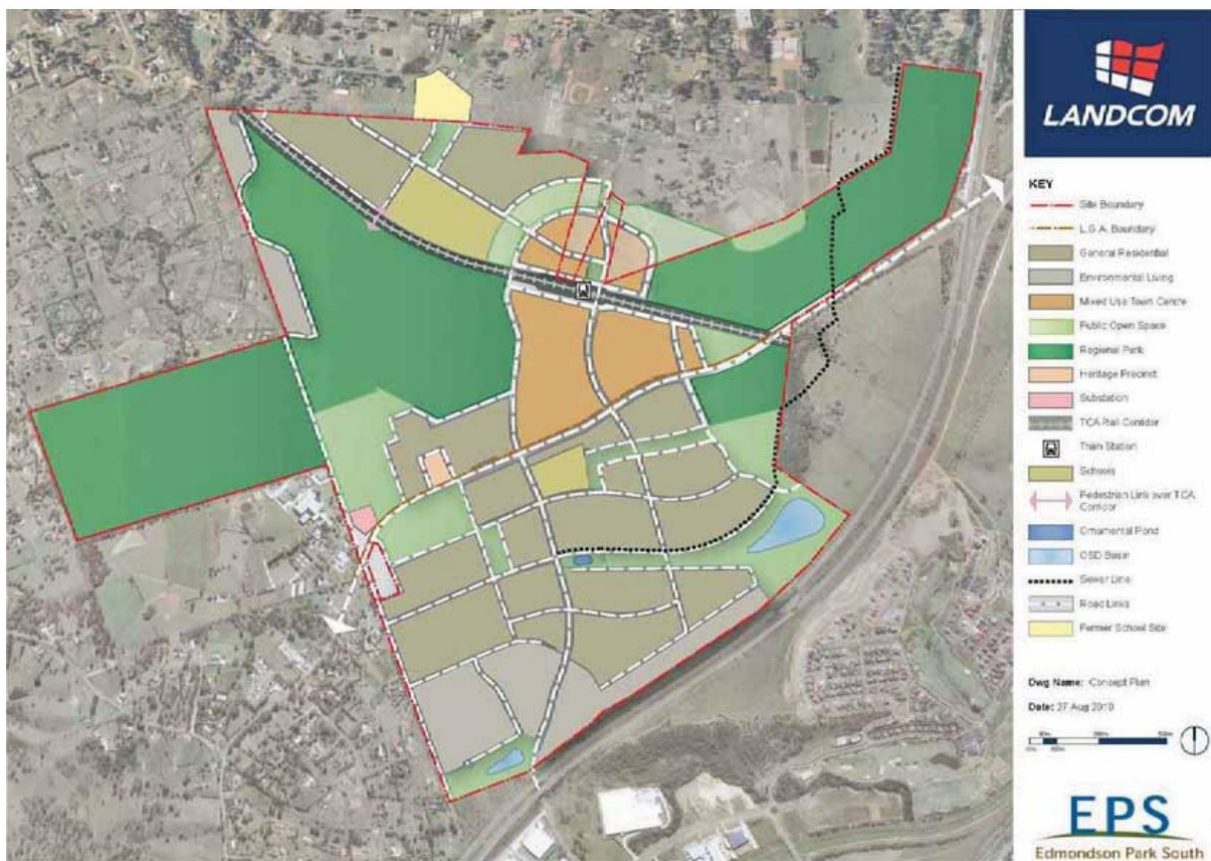 LANDCOM
KEY
Site Boundary
L.G.A. Boundary
General Residential
Environmental Living
Mixed Use Town Centre
Public Open Space
Regional Park
Heritage Precinct
Substation
TCA Rail Corridor
Train Station
Schools
Pedestrian Link over TCA
Corridor
Ornamental Pond
OSD Basin
Sewer Line
Road Links
Former School Site
Dwg Name: Concept Plan
Date: 27 Aug 2010
EPS
Edmondson Park South